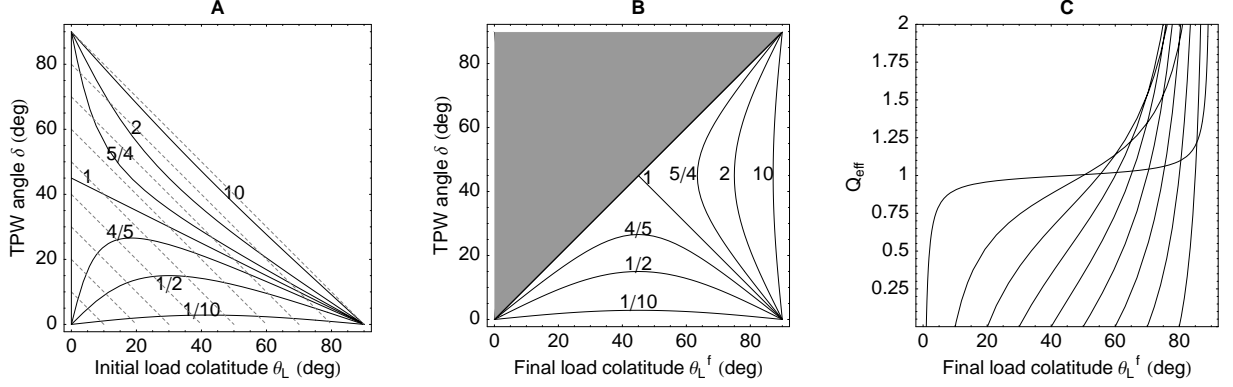 A
TPW angle δ (deg)
80
60
40
20
0
2
5/4
10
1
4/5
1/2
1/10
0 20 40 60 80
Initial load colatitude θL (deg)
B
TPW angle δ (deg)
80
60
40
20
0
1
5/4 2 10
4/5
1/2
1/10
0 20 40 60 80
Final load colatitude θL^f (deg)
C
Qeff
2
1.75
1.5
1.25
1
0.75
0.5
0.25
0 20 40 60 80
Final load colatitude θL^f (deg)